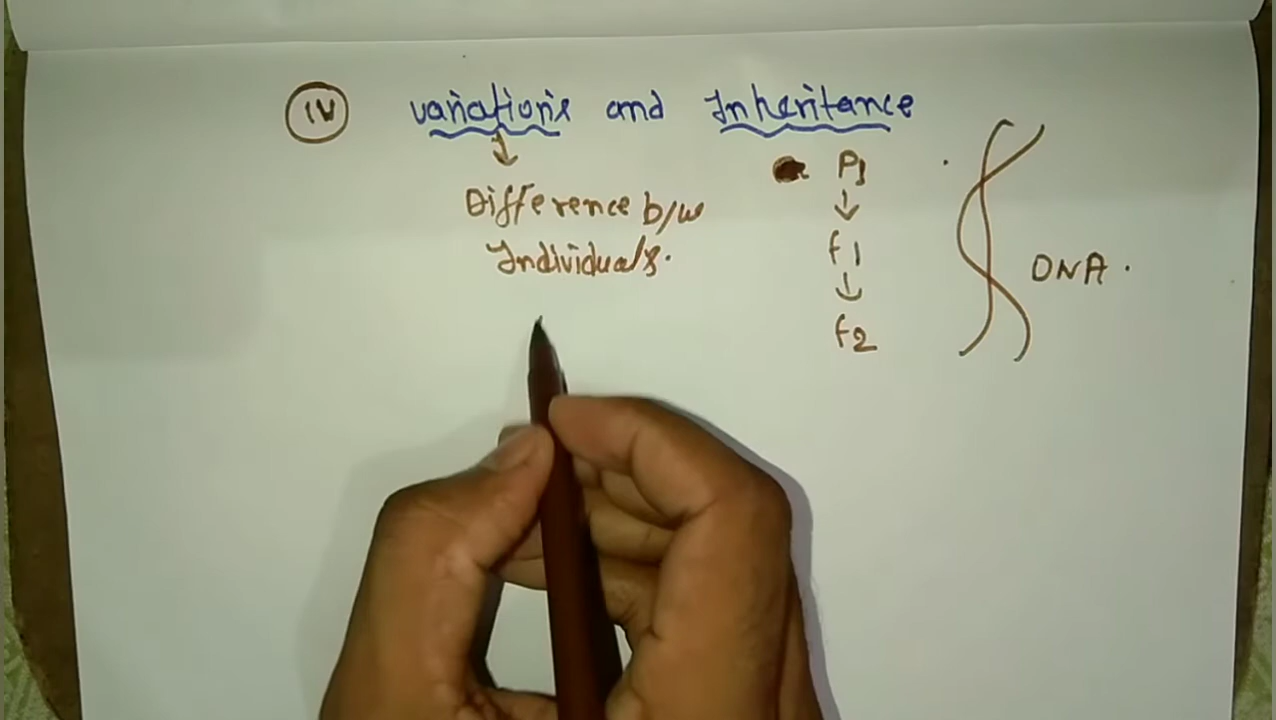 IV variations and Inheritance
Difference b/w
Individuals.
P1
f1
f2
DNA.